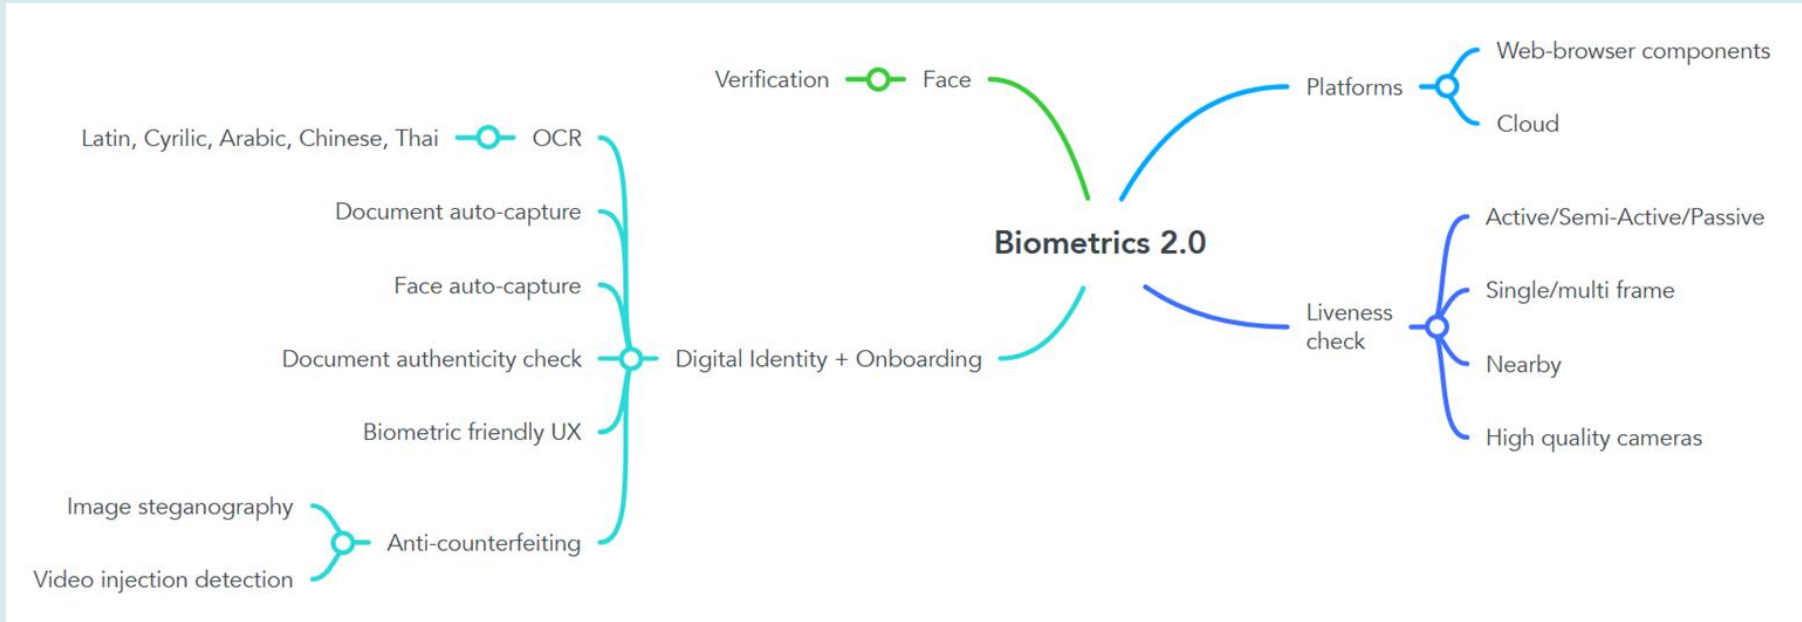 Biometrics 2.0
Face
Verification
Platforms
Web-browser components
Cloud
Liveness
check
Active/Semi-Active/Passive
Single/multi frame
Nearby
High quality cameras
Digital Identity + Onboarding
OCR
Latin, Cyrilic, Arabic, Chinese, Thai
Document auto-capture
Face auto-capture
Document authenticity check
Biometric friendly UX
Anti-counterfeiting
Image steganography
Video injection detection